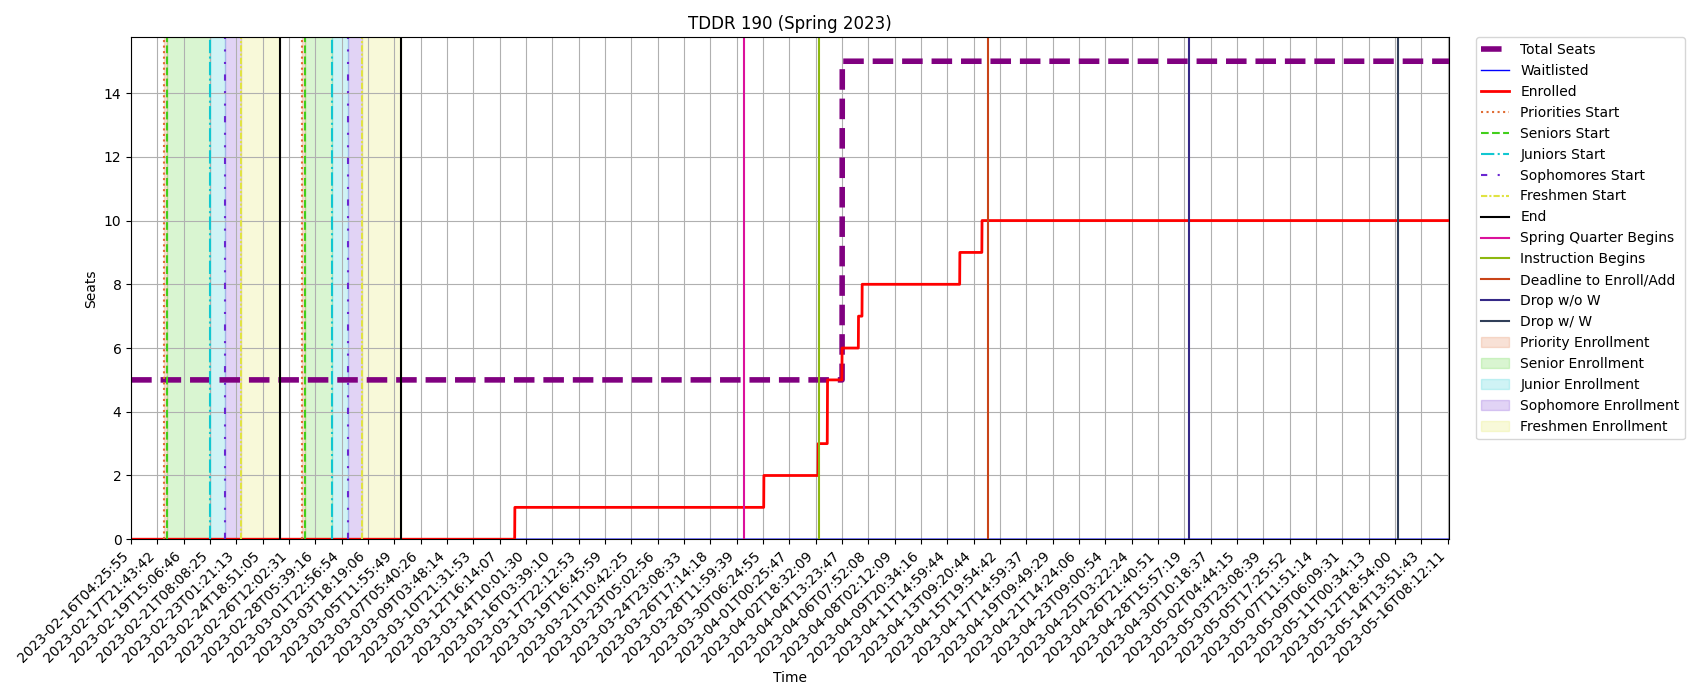 TDDR 190 (Spring 2023)
Seats
14
12
10
8
6
4
2
0
2023-02-16T04:25:55
2023-02-17T21:43:42
2023-02-19T15:06:46
2023-02-21T08:08:25
2023-02-23T01:21:13
2023-02-24T18:51:05
2023-02-26T12:02:31
2023-02-28T05:39:16
2023-03-01T22:56:54
2023-03-03T18:19:06
2023-03-05T11:55:49
2023-03-07T05:40:26
2023-03-09T03:48:14
2023-03-10T21:31:53
2023-03-12T16:14:07
2023-03-14T10:01:30
2023-03-16T03:39:10
2023-03-17T22:12:53
2023-03-19T16:45:59
2023-03-21T10:42:25
2023-03-23T05:02:56
2023-03-24T23:08:33
2023-03-26T17:14:18
2023-03-28T11:59:39
2023-03-30T06:24:55
2023-04-01T00:25:47
2023-04-02T18:32:09
2023-04-04T13:23:47
2023-04-06T07:52:08
2023-04-08T02:12:09
2023-04-09T20:34:16
2023-04-11T14:59:44
2023-04-13T09:20:44
2023-04-15T19:54:42
2023-04-17T14:59:37
2023-04-19T09:49:29
2023-04-21T14:24:06
2023-04-23T09:00:54
2023-04-25T03:22:24
2023-04-26T21:40:51
2023-04-28T15:57:19
2023-04-30T10:18:37
2023-05-02T04:44:15
2023-05-03T23:08:39
2023-05-05T17:25:52
2023-05-07T11:51:14
2023-05-09T06:09:31
2023-05-11T00:34:13
2023-05-12T18:54:00
2023-05-14T13:51:43
2023-05-16T08:12:11
Time
Total Seats
Waitlisted
Enrolled
Priorities Start
Seniors Start
Juniors Start
Sophomores Start
Freshmen Start
End
Spring Quarter Begins
Instruction Begins
Deadline to Enroll/Add
Drop w/o W
Drop w/ W
Priority Enrollment
Senior Enrollment
Junior Enrollment
Sophomore Enrollment
Freshmen Enrollment